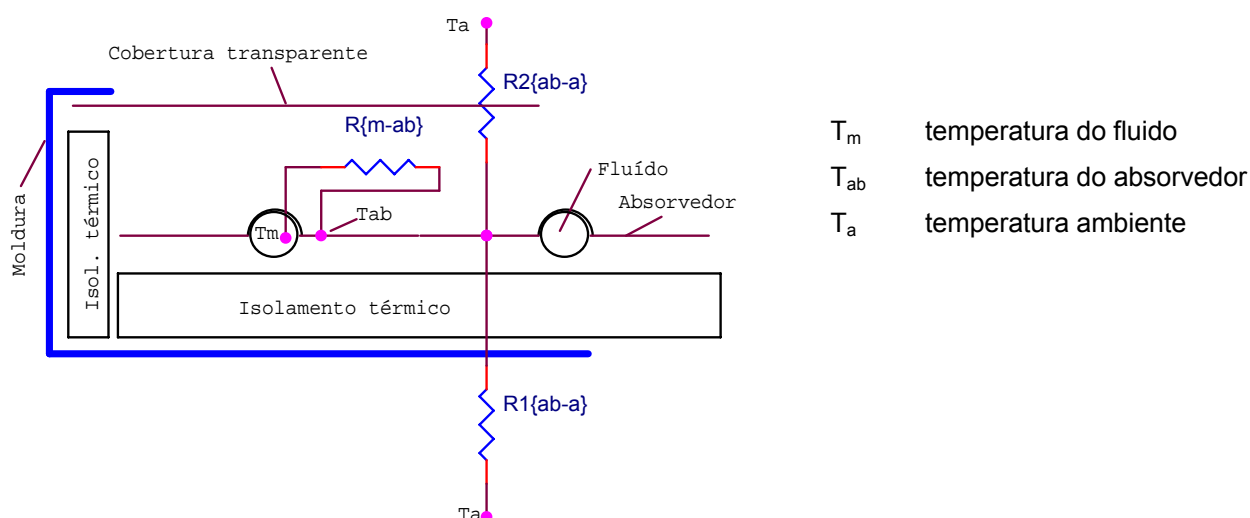 Ta
Cobertura transparente
R2{ab-a}
R{m-ab}
Fluído
Absorvedor
Tab
Tm
Moldura
Isol. térmico
Isolamento térmico
R1{ab-a}
Ta
Tm temperatura do fluido
Tab temperatura do absorvedor
Ta temperatura ambiente